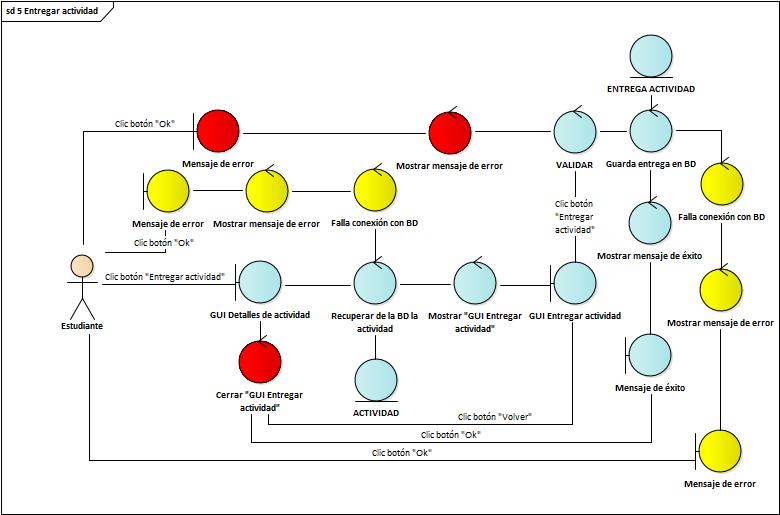 sd 5 Entregar actividad
ENTREGA ACTIVIDAD
Clic botón "Ok"
Mensaje de error
Mostrar mensaje de error
VALIDAR
Guarda entrega en BD
Mensaje de error
Mostrar mensaje de error
Falla conexión con BD
Clic botón
"Entregar
actividad"
Falla conexión con BD
Clic botón "Ok"
Mostrar mensaje de éxito
Clic botón "Entregar actividad"
Estudiante
GUI Detalles de actividad
Recuperar de la BD la
actividad
Mostrar "GUI Entregar
actividad"
GUI Entregar actividad
Mostrar mensaje de error
Cerrar "GUI Entregar
actividad"
ACTIVIDAD
Mensaje de éxito
Clic botón "Volver"
Clic botón "Ok"
Clic botón "Ok"
Mensaje de error